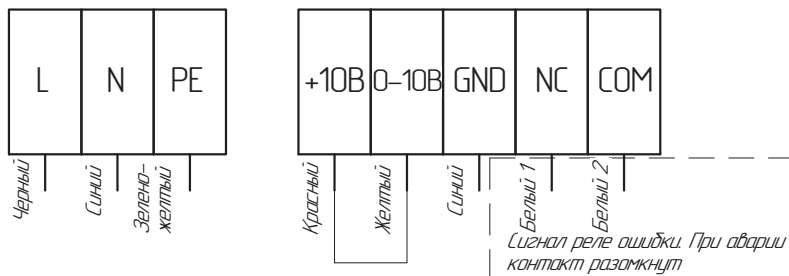 L N PE +10В 0-10В GND NC COM
Черный
Синий
Зелено-
желтый
Красный
Желтый
Синий
Белый 1
Белый 2
Сигнал реле ошибки. При аварии
контакт разомкнут